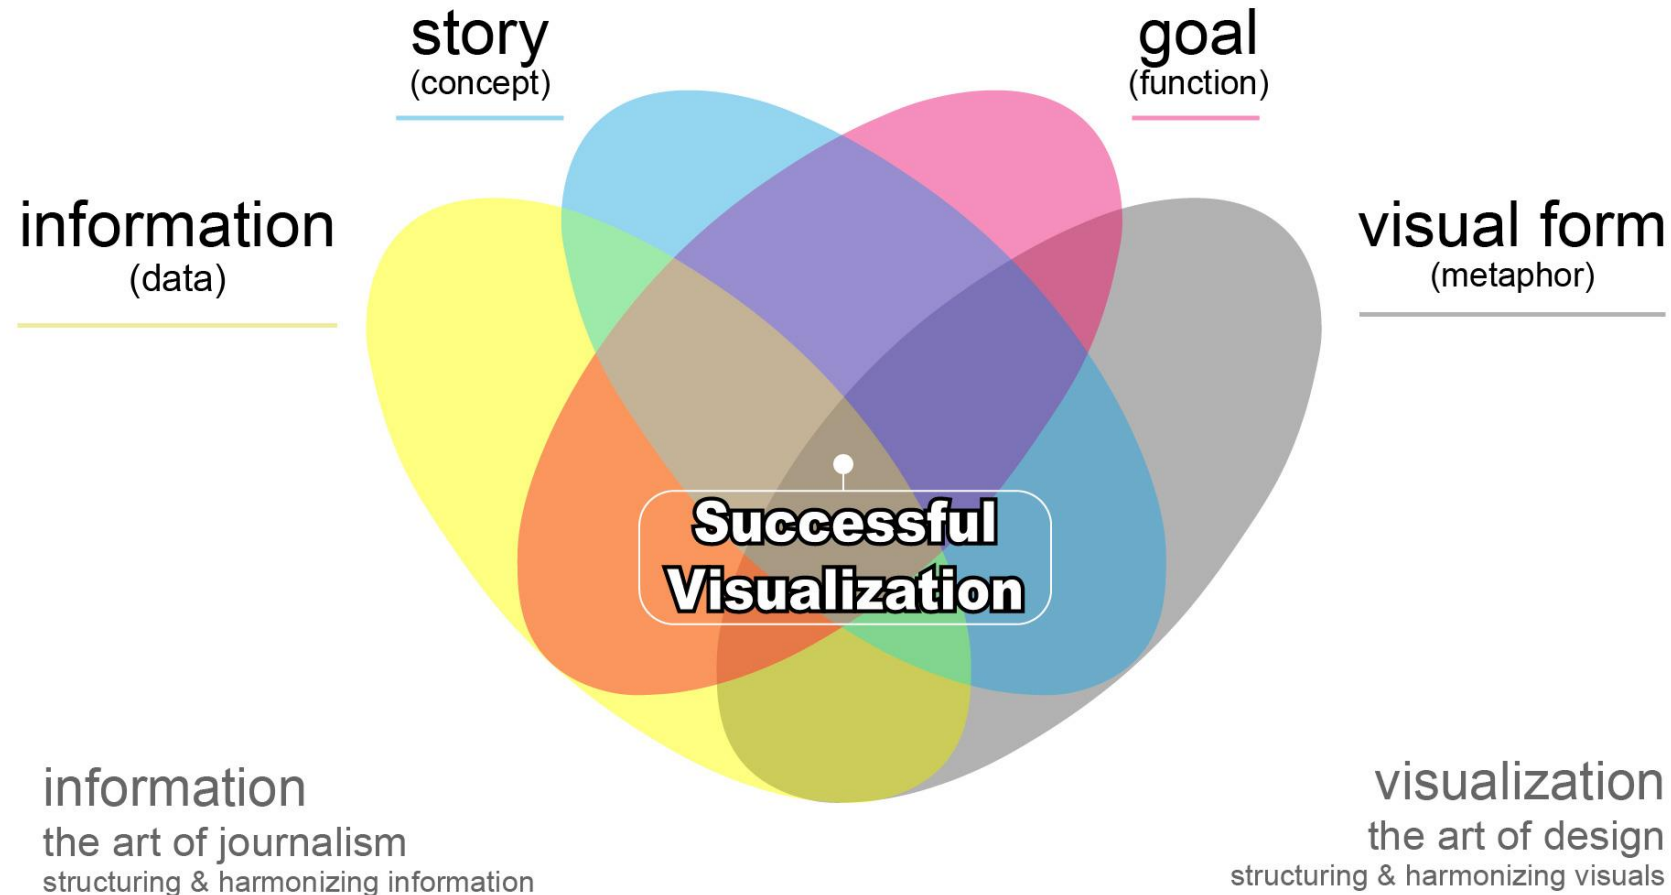 story
(concept)
goal
(function)
information
(data)
visual form
(metaphor)
Successful
Visualization
information
the art of journalism
structuring & harmonizing information
visualization
the art of design
structuring & harmonizing visuals